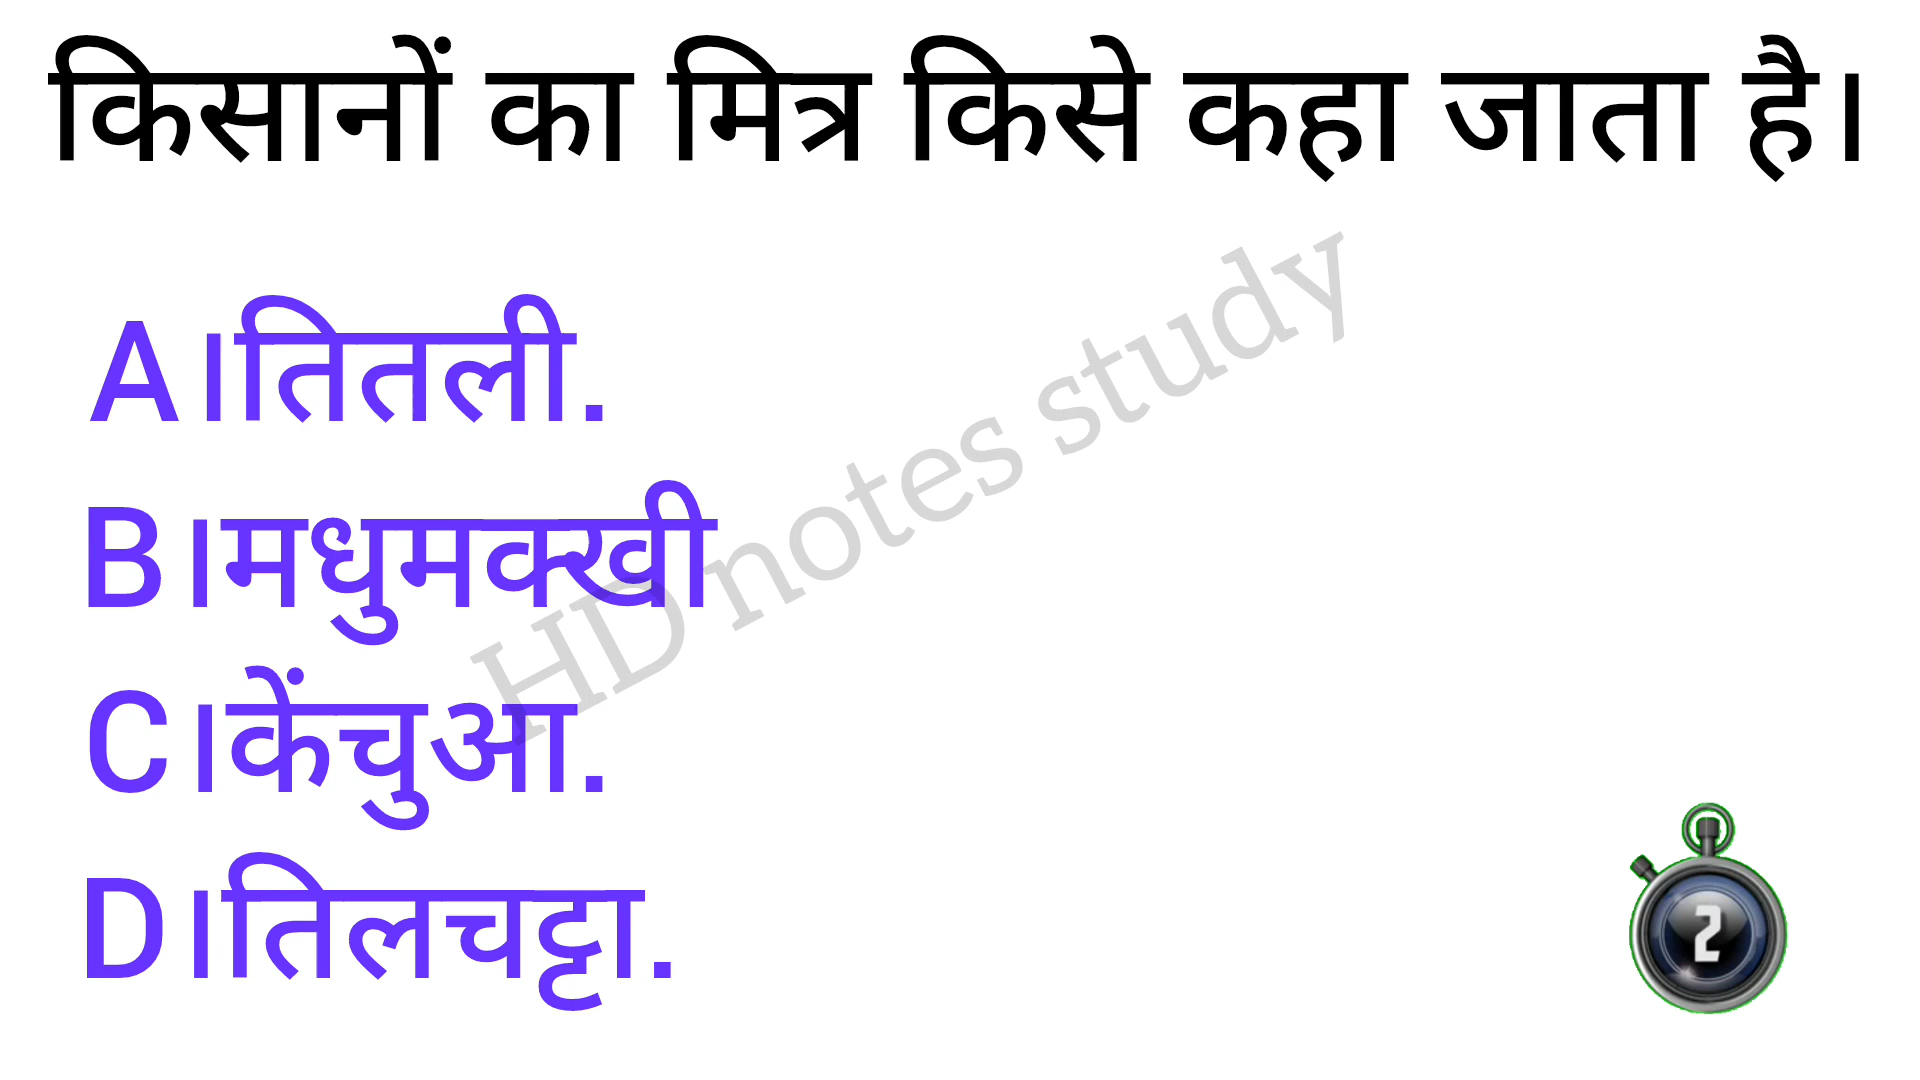 किसानों का मित्र किसे कहा जाता है।
A।तितली.
B।मधुमक्खी
C।केंचुआ.
D।तिलचट्टा.
HD notes study
2